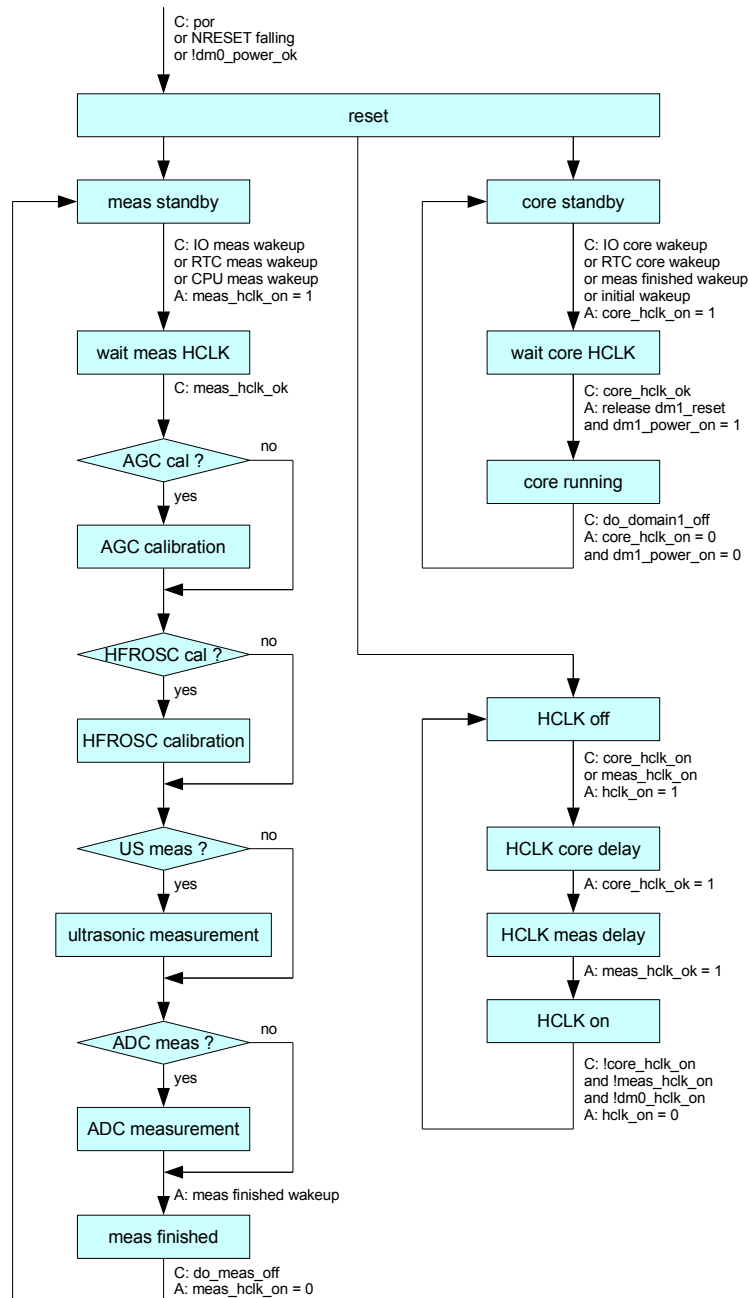 C: por
or NRESET falling
or !dm0_power_ok
reset
meas standby
C: IO meas wakeup
or RTC meas wakeup
or CPU meas wakeup
A: meas_hclk_on = 1
wait meas HCLK
C: meas_hclk_ok
AGC cal ?
no
yes
AGC calibration
HFROSC cal ?
no
yes
HFROSC calibration
US meas ?
no
yes
ultrasonic measurement
ADC meas ?
no
yes
ADC measurement
A: meas finished wakeup
meas finished
C: do_meas_off
A: meas_hclk_on = 0
core standby
C: IO core wakeup
or RTC core wakeup
or meas finished wakeup
or initial wakeup
A: core_hclk_on = 1
wait core HCLK
C: core_hclk_ok
A: release dm1_reset
and dm1_power_on = 1
core running
C: do_domain1_off
A: core_hclk_on = 0
and dm1_power_on = 0
HCLK off
C: core_hclk_on
or meas_hclk_on
A: hclk_on = 1
HCLK core delay
A: core_hclk_ok = 1
HCLK meas delay
A: meas_hclk_ok = 1
HCLK on
C: !core_hclk_on
and !meas_hclk_on
and !dm0_hclk_on
A: hclk_on = 0